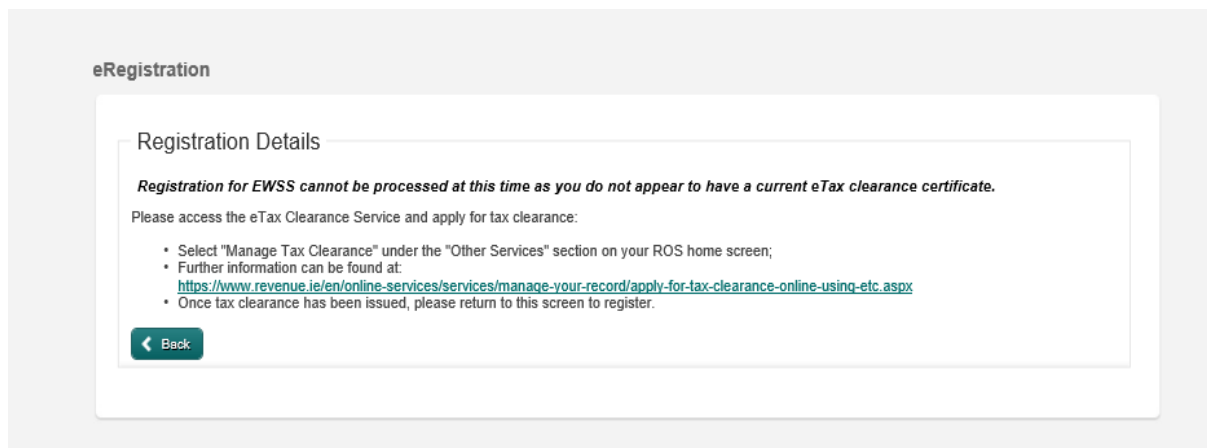 eRegistration
Registration Details
Registration for EWSS cannot be processed at this time as you do not appear to have a current eTax clearance certificate.
Please access the eTax Clearance Service and apply for tax clearance:
• Select "Manage Tax Clearance" under the "Other Services" section on your ROS home screen;
• Further information can be found at:
https://www.revenue.ie/en/online-services/services/manage-your-record/apply-for-tax-clearance-online-using-etc.aspx
• Once tax clearance has been issued, please return to this screen to register.
Back